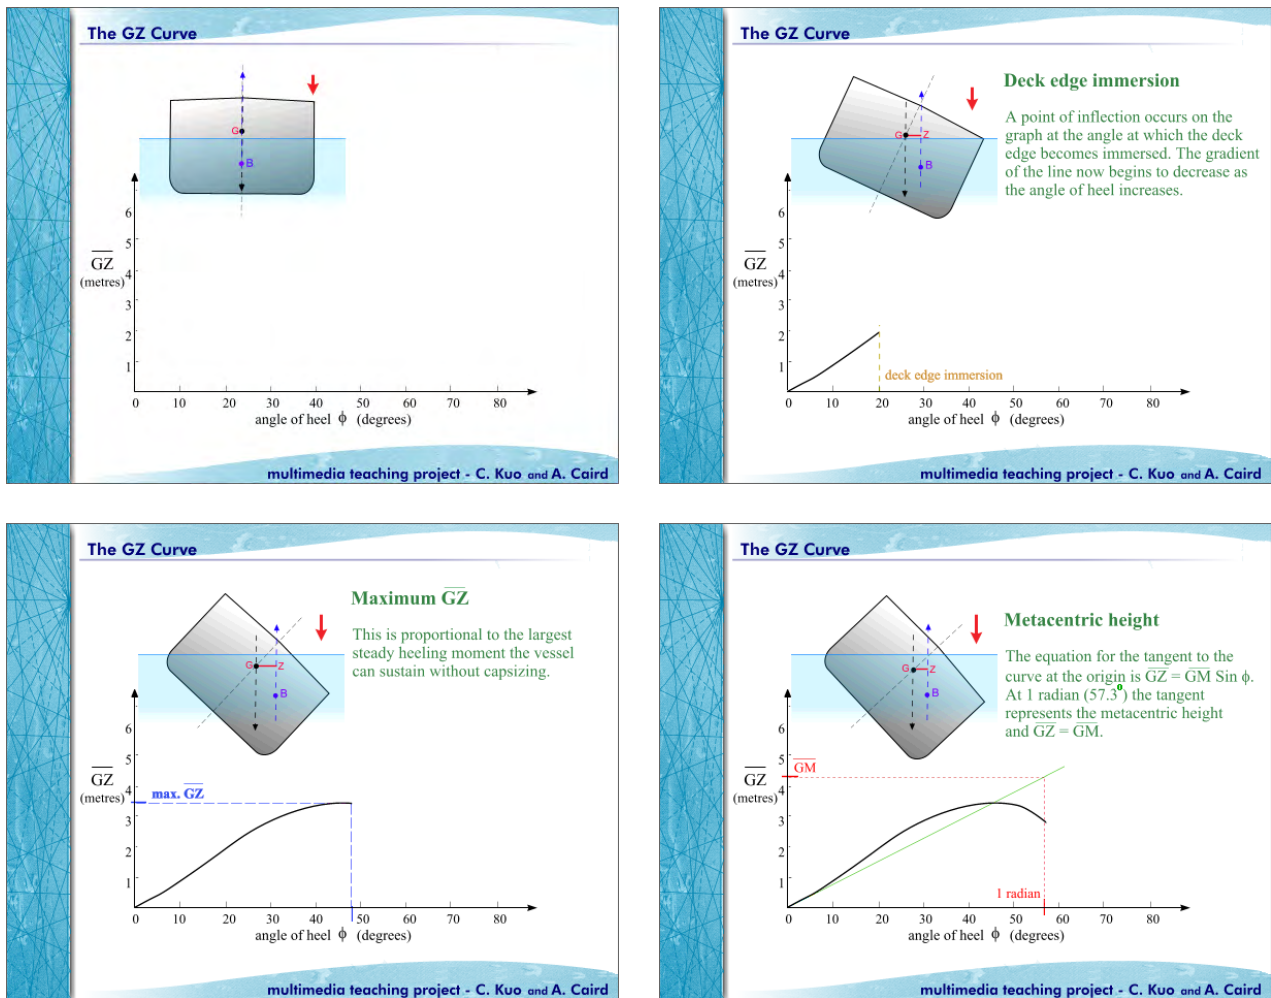 The GZ Curve
G
B
6
5
GZ
(metres)
4
3
2
1
0 10 20 30 40 50 60 70 80
angle of heel ϕ (degrees)
multimedia teaching project - C. Kuo and A. Caird
The GZ Curve
Deck edge immersion
A point of inflection occurs on the
graph at the angle at which the deck
edge becomes immersed. The gradient
of the line now begins to decrease as
the angle of heel increases.
G Z
B
6
5
GZ
(metres)
4
3
2
1
deck edge immersion
0 10 20 30 40 50 60 70 80
angle of heel ϕ (degrees)
multimedia teaching project - C. Kuo and A. Caird
The GZ Curve
Maximum GZ
This is proportional to the largest
steady heeling moment the vessel
can sustain without capsizing.
G Z
B
6
5
GZ
(metres)
4
max. GZ
3
2
1
0 10 20 30 40 50 60 70 80
angle of heel ϕ (degrees)
multimedia teaching project - C. Kuo and A. Caird
The GZ Curve
Metacentric height
The equation for the tangent to the
curve at the origin is GZ = GM Sin ϕ.
At 1 radian (57.3°) the tangent
represents the metacentric height
and GZ = GM.
G Z
B
6
5
GM
GZ
(metres)
4
3
2
1
1 radian
0 10 20 30 40 50 60 70 80
angle of heel ϕ (degrees)
multimedia teaching project - C. Kuo and A. Caird